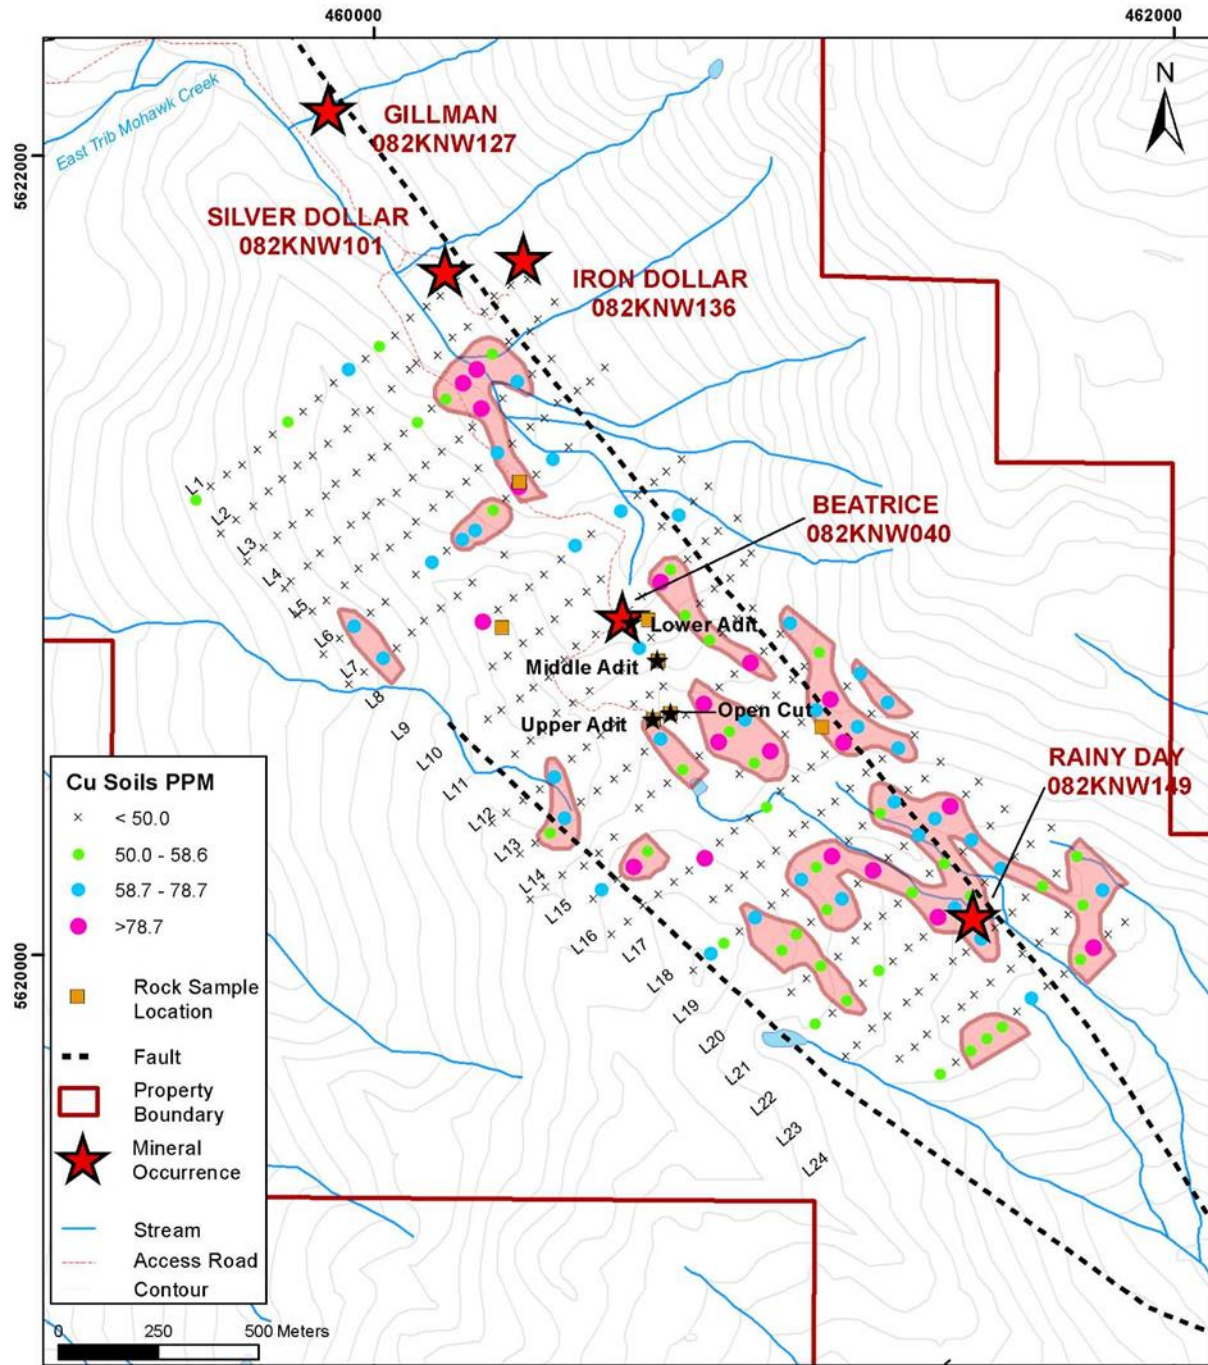 460000
462000
N
East Trib Mohawk Creek
GILLMAN
082KNW127
5622000
SILVER DOLLAR
082KNW101
IRON DOLLAR
082KNW136
BEATRICE
082KNW040
L1
L2
L3
L4
L5
L6
L7
L8
L9
L10
L11
L12
L13
L14
L15
L16
L17
L18
L19
L20
L21
L22
L23
L24
Lower Adit
Middle Adit
Open Cut
Upper Adit
RAINY DAY
082KNW149
5620000
Cu Soils PPM
< 50.0
50.0 - 58.6
58.7 - 78.7
>78.7
Rock Sample
Location
Fault
Property
Boundary
Mineral
Occurrence
Stream
Access Road
Contour
0 250 500 Meters